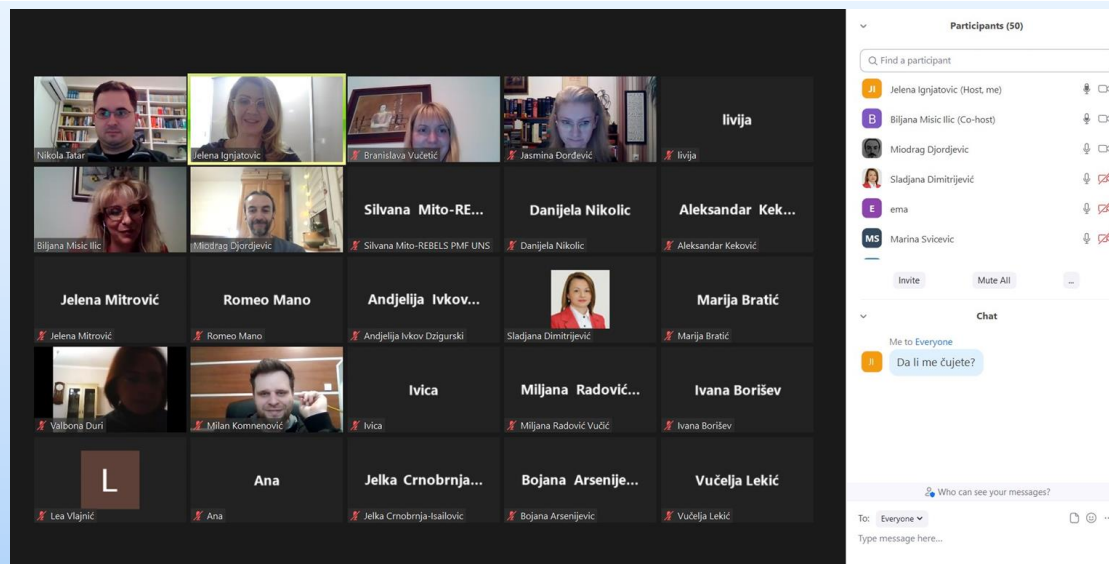 Participants (50)
Find a participant
JI Jelena Ignjatovic (Host, me)
B Biljana Misic Ilic (Co-host)
Miodrag Djordjevic
Sladjana Dimitrijević
E ema
MS Marina Svicevic
Invite Mute All ...
Chat
Me to Everyone
JI Da li me čujete?
Who can see your messages?
To: Everyone
Type message here...
Nikola Tatar
Jelena Ignjatovic
Branislava Vučetić
Jasmina Đorđević
livija
livija
Biljana Misic Ilic
Miodrag Djordjevic
Silvana Mito-RE...
Silvana Mito-REBELS PMF UNS
Danijela Nikolic
Danijela Nikolic
Aleksandar Kek...
Aleksandar Keković
Jelena Mitrović
Jelena Mitrović
Romeo Mano
Romeo Mano
Andjelija Ivkov...
Andjelija Ivkov Dzigurski
Sladjana Dimitrijević
Marija Bratić
Marija Bratić
Valbona Duri
Milan Komnenović
Ivica
Ivica
Miljana Radović...
Miljana Radović Vučić
Ivana Borišev
Ivana Borišev
L
Lea Vlajnić
Ana
Ana
Jelka Crnobrnja...
Jelka Crnobrnja-Isailovic
Bojana Arsenije...
Bojana Arsenijevic
Vučelja Lekić
Vučelja Lekić